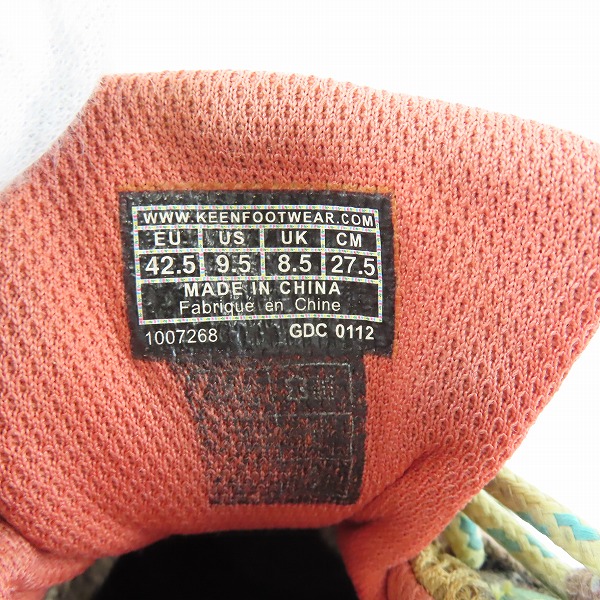 WWW.KEENFOOTWEAR.COM
EU US UK CM
42.5 9.5 8.5 27.5
MADE IN CHINA
Fabriqué en Chine
1007268 GDC 0112